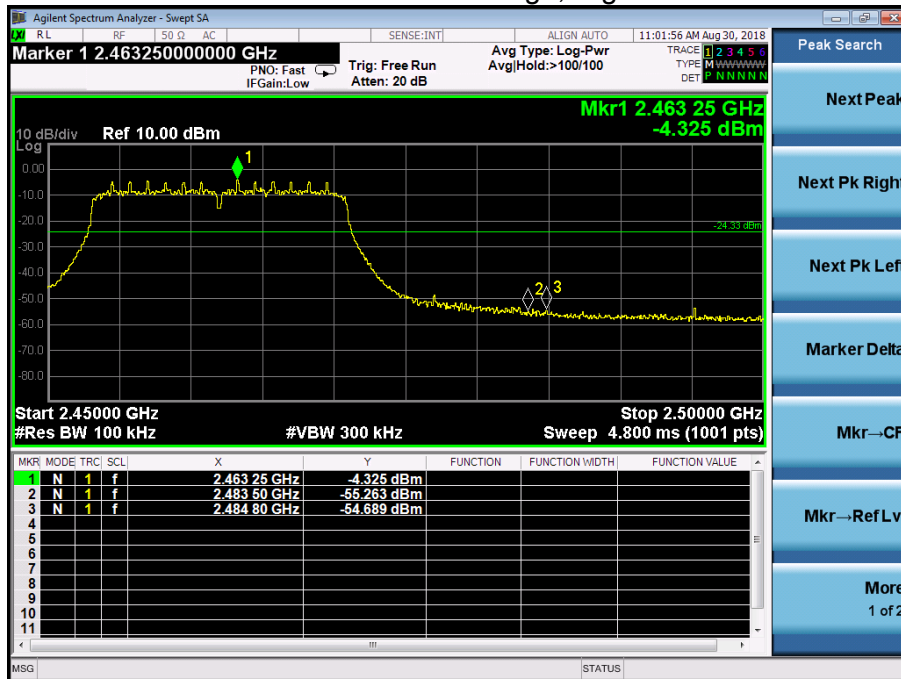 Agilent Spectrum Analyzer - Swept SA
LXI RL RF 50 Ω AC SENSE:INT ALIGN AUTO 11:01:56 AM Aug 30, 2018
Marker 1 2.463250000000 GHz
PNO: Fast
IFGain:Low
Trig: Free Run
Atten: 20 dB
Avg Type: Log-Pwr
Avg|Hold:>100/100
TRACE 1 2 3 4 5 6
TYPE M WWWWW
DET P N N N N N
Mkr1 2.463 25 GHz
-4.325 dBm
10 dB/div Ref 10.00 dBm
Log
0.00
-10.0
-20.0
-30.0
-40.0
-50.0
-60.0
-70.0
-80.0
1
-24.33 dBm
2 3
Start 2.45000 GHz Stop 2.50000 GHz
#Res BW 100 kHz #VBW 300 kHz Sweep 4.800 ms (1001 pts)
MKR MODE TRC SCL X Y FUNCTION FUNCTION WIDTH FUNCTION VALUE
1 N 1 f 2.463 25 GHz -4.325 dBm
2 N 1 f 2.483 50 GHz -55.263 dBm
3 N 1 f 2.484 80 GHz -54.689 dBm
4
5
6
7
8
9
10
11
MSG STATUS
Peak Search
Next Peak
Next Pk Right
Next Pk Left
Marker Delta
Mkr→CF
Mkr→Ref Lv
More
1 of 2